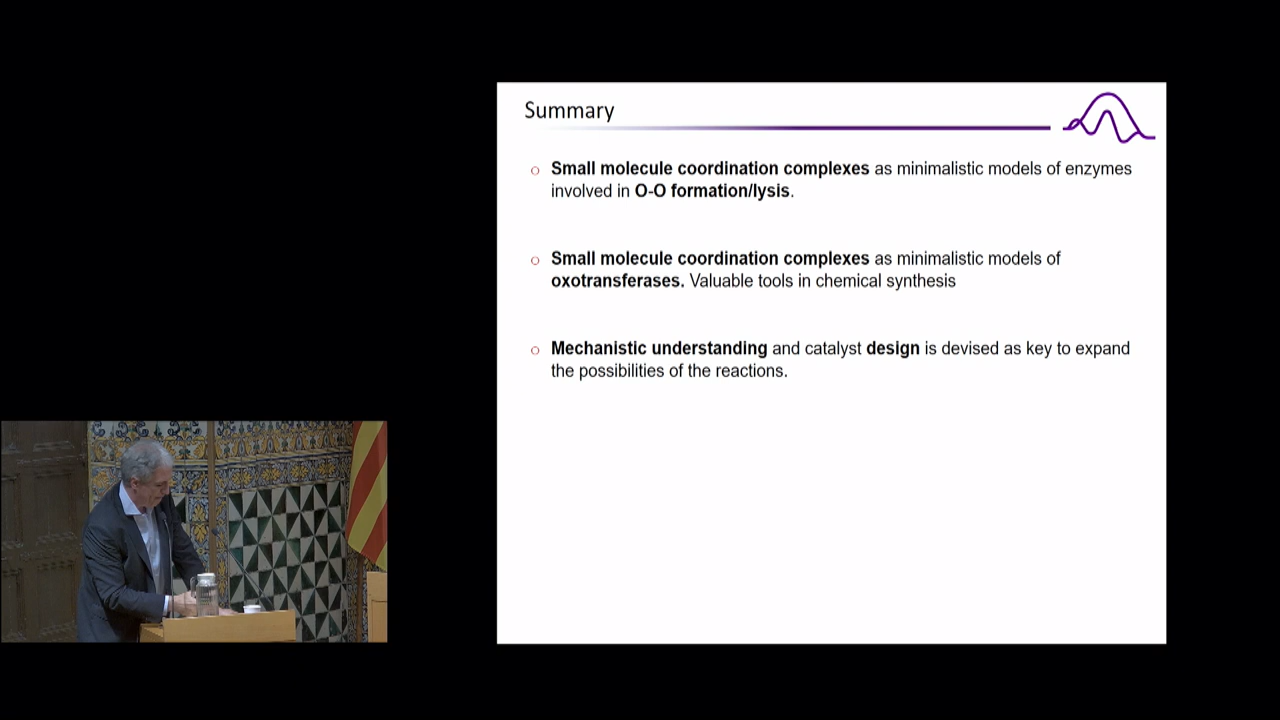 Summary
Small molecule coordination complexes as minimalistic models of enzymes
involved in O-O formation/lysis.
Small molecule coordination complexes as minimalistic models of
oxotransferases. Valuable tools in chemical synthesis
Mechanistic understanding and catalyst design is devised as key to expand
the possibilities of the reactions.